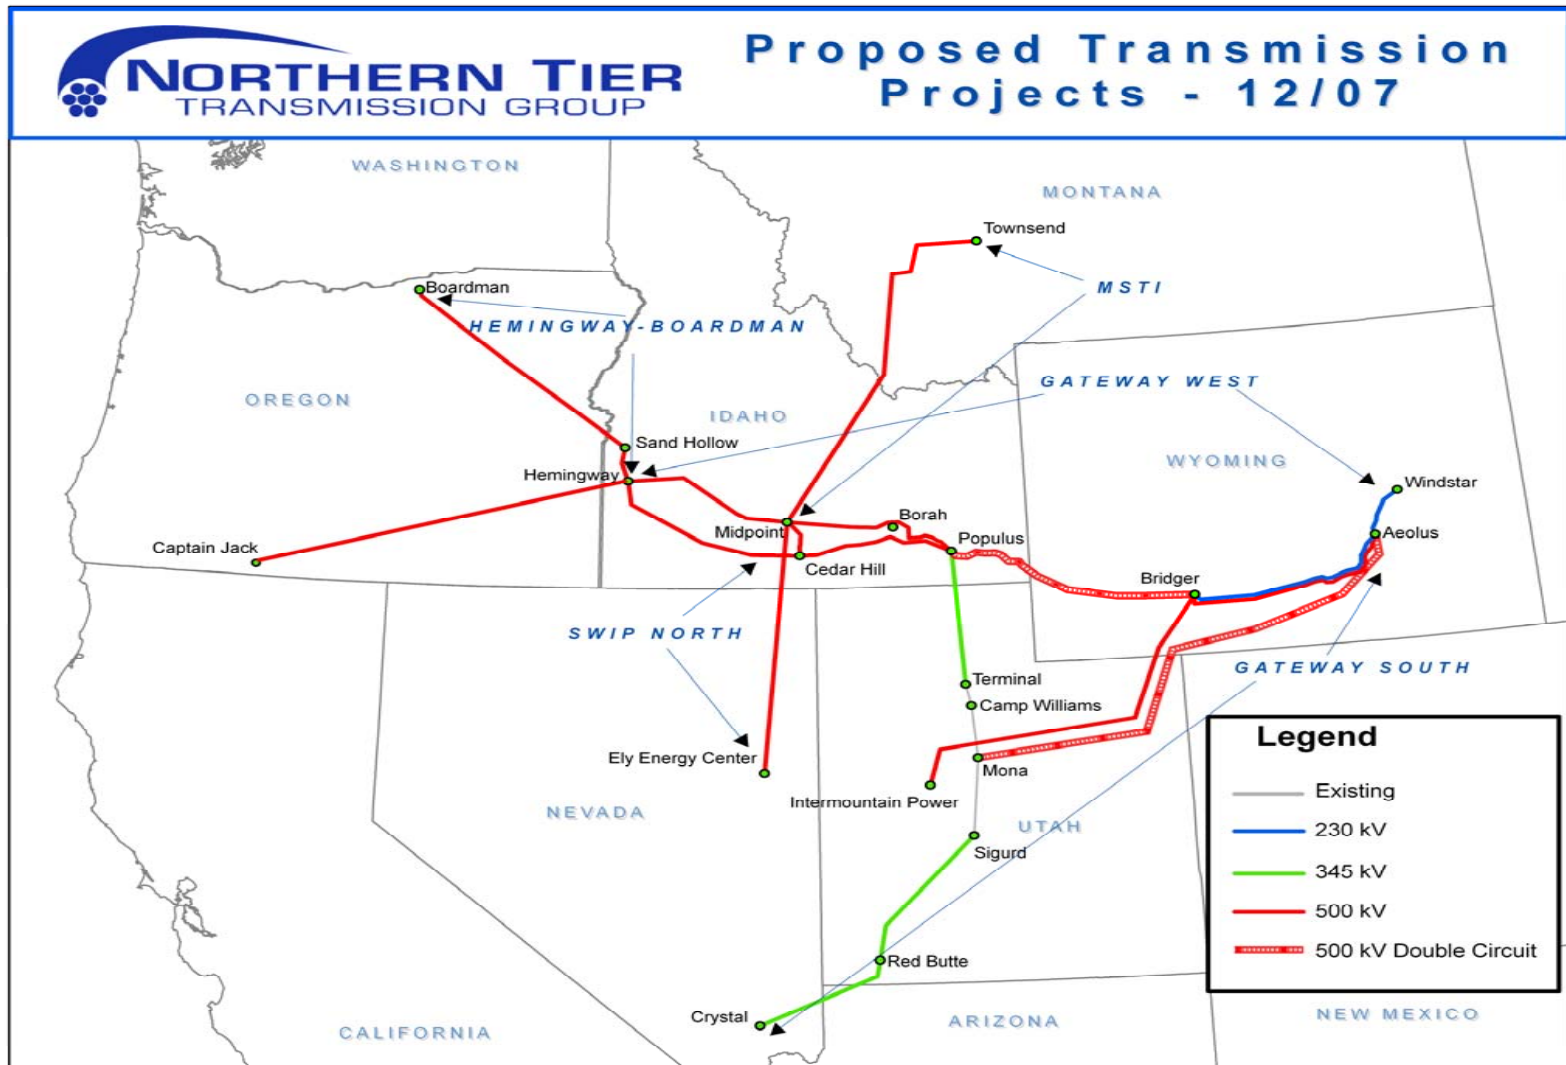 NORTHERN TIER
TRANSMISSION GROUP
Proposed Transmission
Projects - 12/07
WASHINGTON
MONTANA
Townsend
MSTI
Boardman
HEMINGWAY-BOARDMAN
GATEWAY WEST
OREGON
IDAHO
Sand Hollow
WYOMING
Hemingway
Windstar
Borah
Midpoint
Aeolus
Populus
Captain Jack
Cedar Hill
Bridger
SWIP NORTH
GATEWAY SOUTH
Terminal
Camp Williams
Ely Energy Center
Mona
Intermountain Power
NEVADA
UTAH
Sigurd
Red Butte
Crystal
CALIFORNIA
ARIZONA
NEW MEXICO
Legend
Existing
230 kV
345 kV
500 kV
500 kV Double Circuit